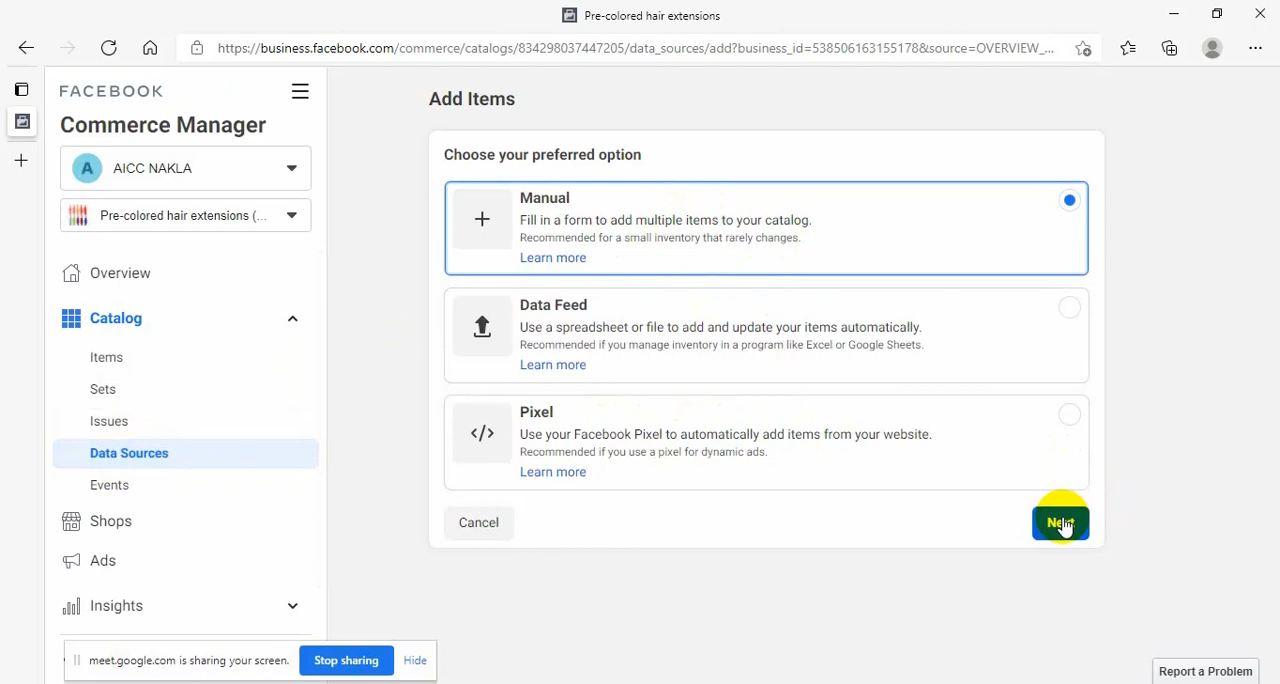 Pre-colored hair extensions
https://business.facebook.com/commerce/catalogs/834298037447205/data_sources/add?business_id=538506163155178&source=OVERVIEW_...
FACEBOOK
Commerce Manager
A AICC NAKLA
Pre-colored hair extensions (...
Overview
Catalog
Items
Sets
Issues
Data Sources
Events
Shops
Ads
Insights
Add Items
Choose your preferred option
Manual
Fill in a form to add multiple items to your catalog.
Recommended for a small inventory that rarely changes.
Learn more
Data Feed
Use a spreadsheet or file to add and update your items automatically.
Recommended if you manage inventory in a program like Excel or Google Sheets.
Learn more
Pixel
Use your Facebook Pixel to automatically add items from your website.
Recommended if you use a pixel for dynamic ads.
Learn more
Cancel
Next
meet.google.com is sharing your screen.
Stop sharing
Hide
Report a Problem